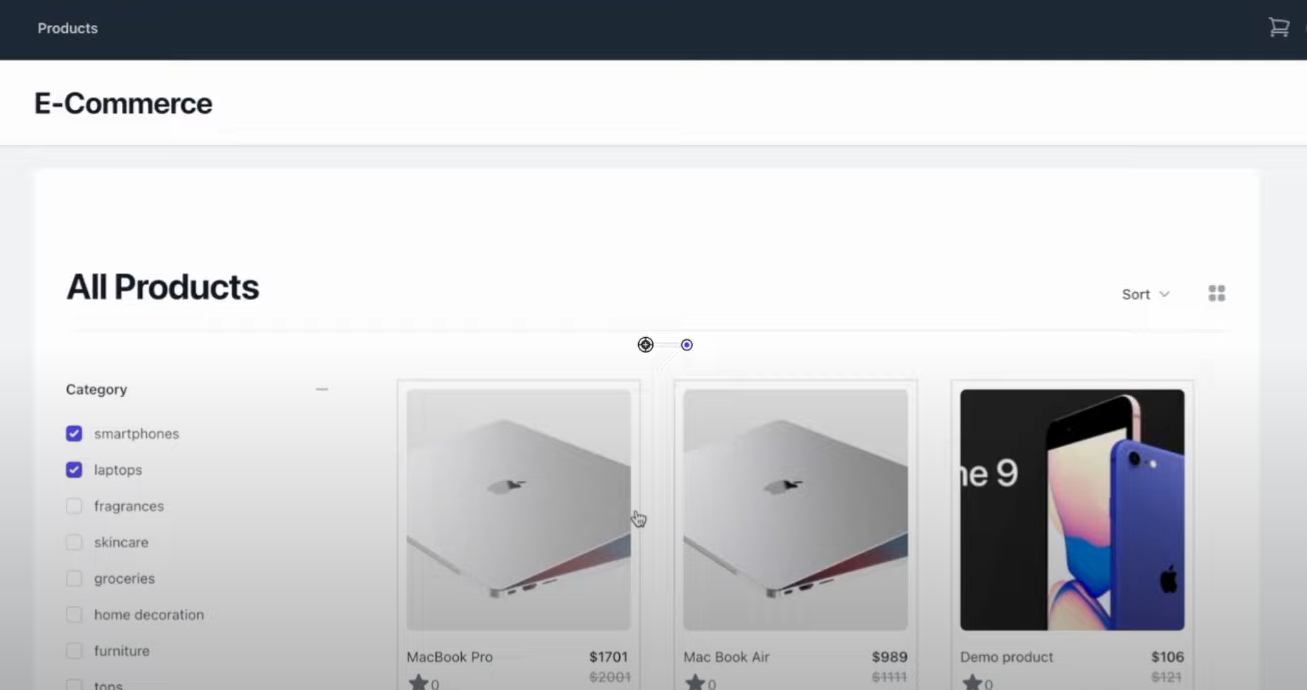 Products
E-Commerce
All Products
Sort
Category
smartphones
laptops
fragrances
skincare
groceries
home decoration
furniture
tops
ne 9
MacBook Pro $1701
$2001
0
Mac Book Air $989
$1111
0
Demo product $106
$121
0